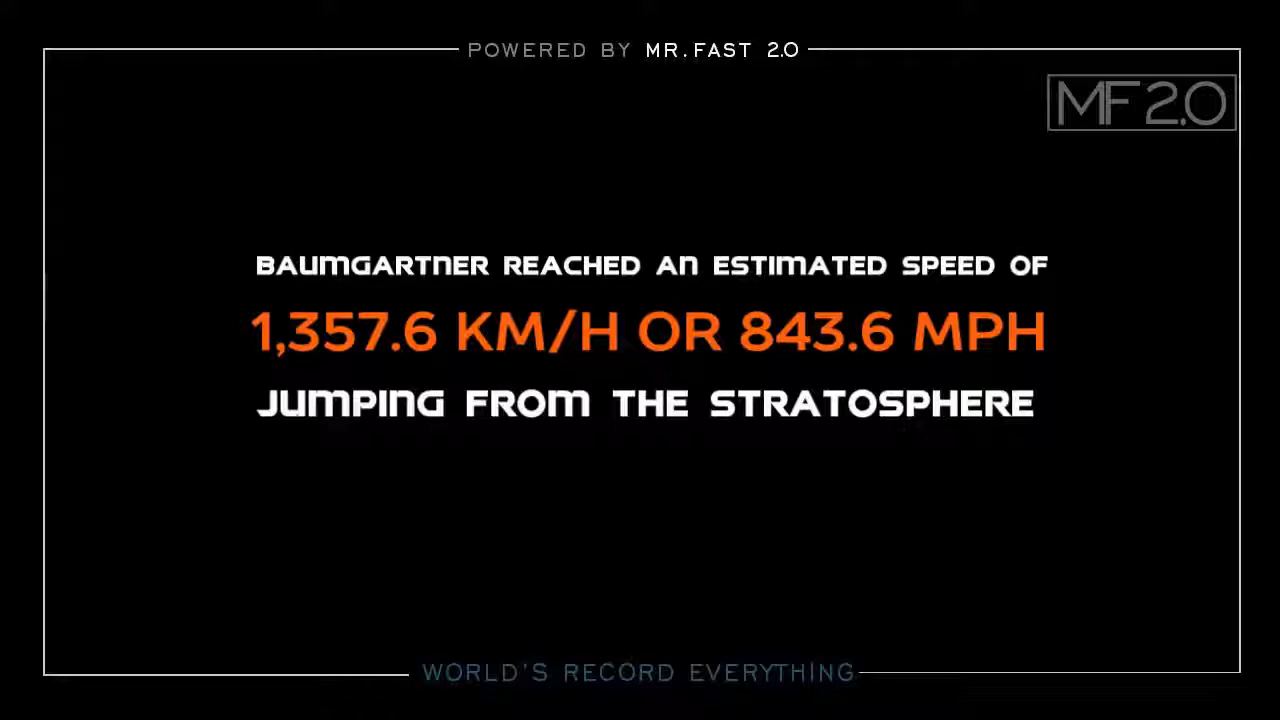 POWERED BY MR.FAST 2.0
MF 2.0
BAUMGARTNER REACHED AN ESTIMATED SPEED OF
1,357.6 KM/H OR 843.6 MPH
JUMPING FROM THE STRATOSPHERE
WORLD'S RECORD EVERYTHING